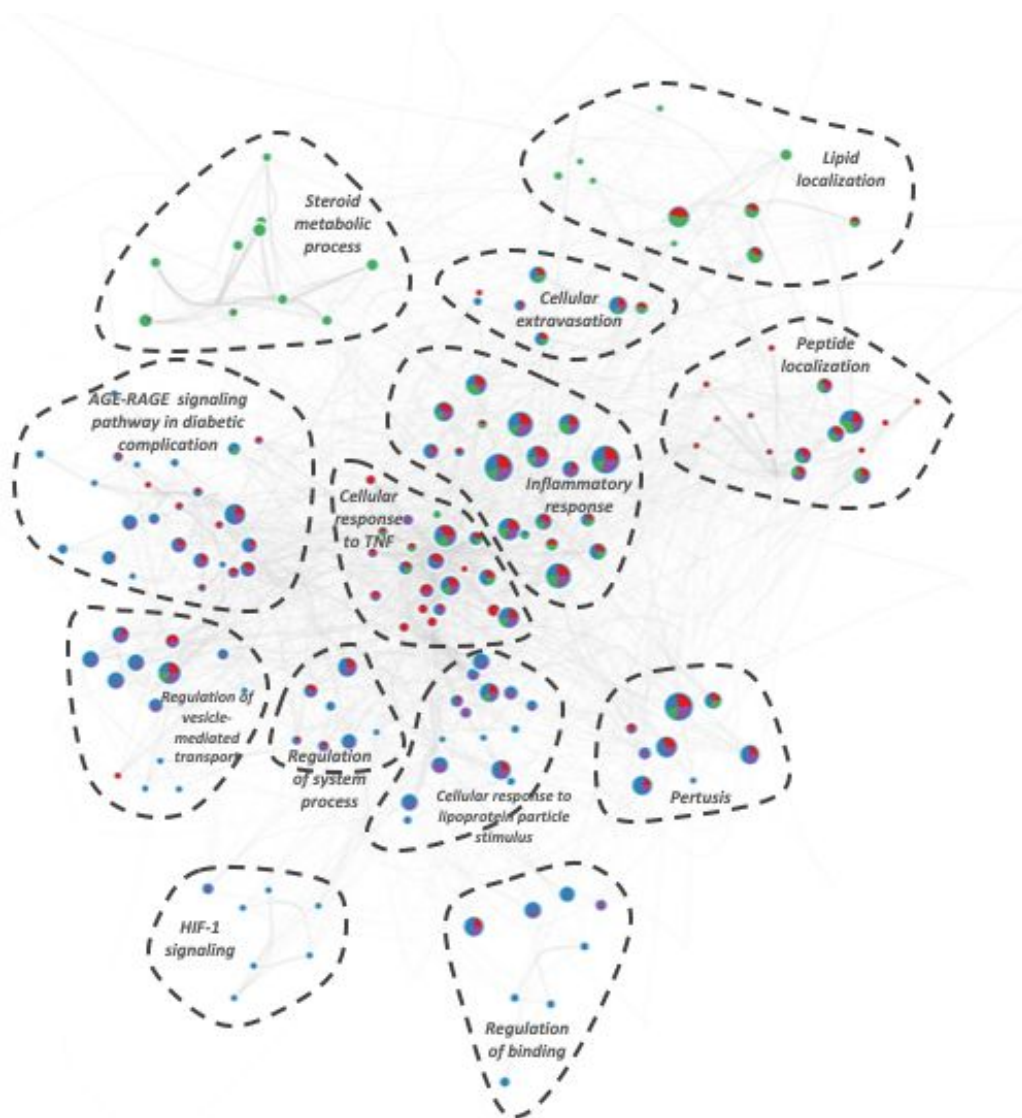 Lipid
localization
Steroid
metabolic
process
Cellular
extravasation
Peptide
localization
AGE-RAGE signaling
pathway in diabetic
complication
Inflammatory
response
Cellular
response
to TNF
Regulation of
vesicle-
mediated
transport
Regulation
of system
process
Cellular response to
lipoprotein particle
stimulus
Pertusis
HIF-1
signaling
Regulation
of binding